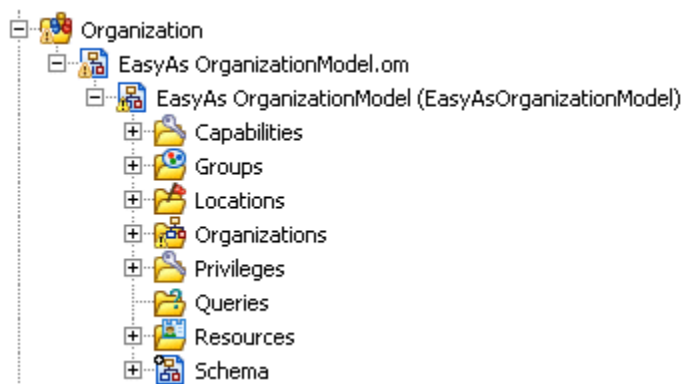 Organization
EasyAs OrganizationModel.om
EasyAs OrganizationModel (EasyAsOrganizationModel)
Capabilities
Groups
Locations
Organizations
Privileges
Queries
Resources
Schema